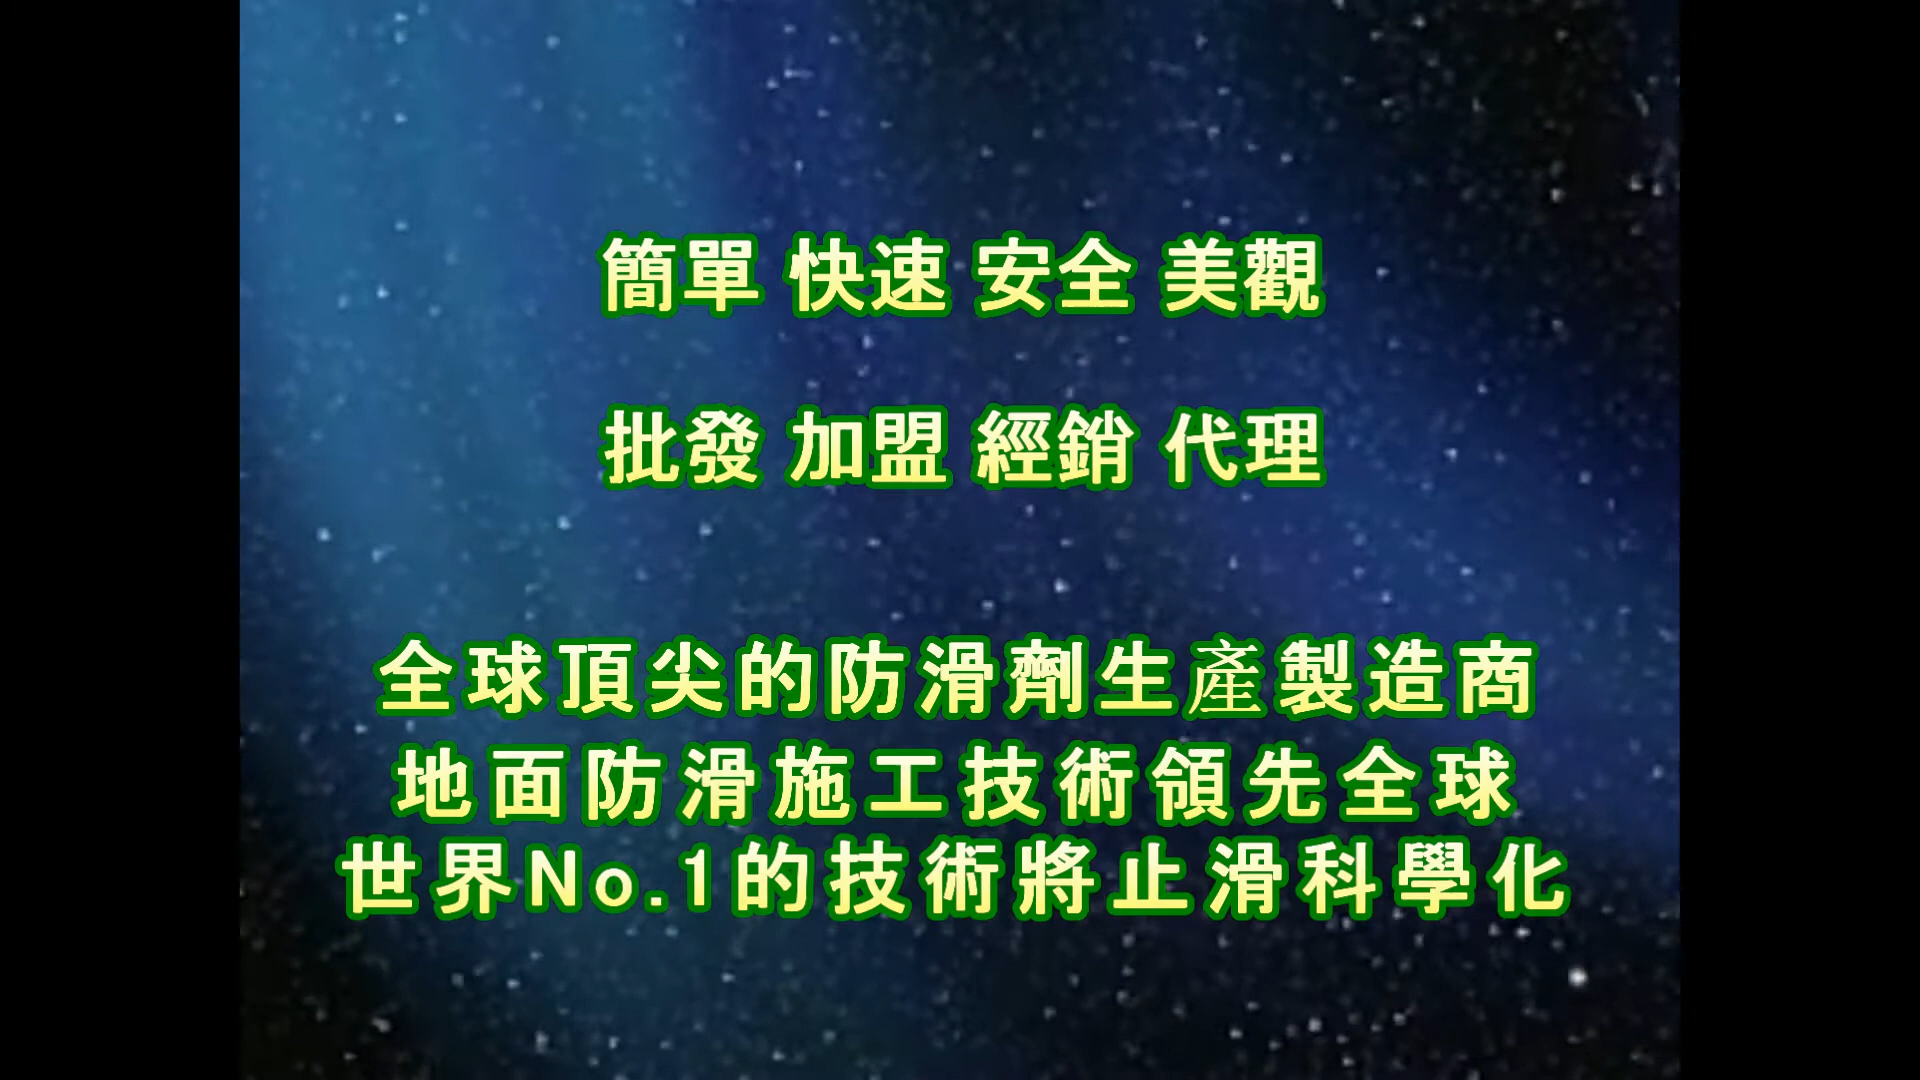 簡單 快速 安全 美觀
批發 加盟 經銷 代理
全球頂尖的防滑劑生產製造商
地面防滑施工技術領先全球
世界No.1的技術將止滑科學化